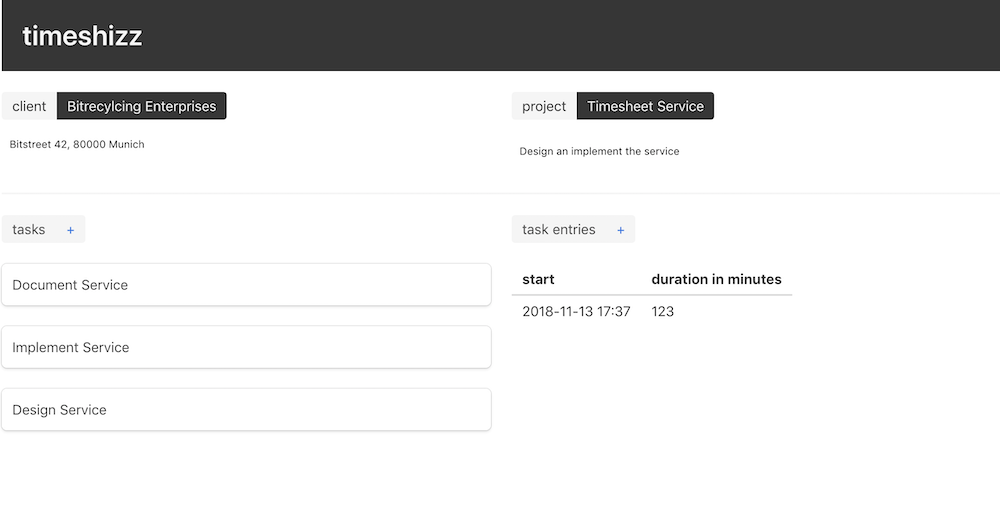 timeshizz
client Bitrecylcing Enterprises
Bitstreet 42, 80000 Munich
project Timesheet Service
Design an implement the service
tasks +
Document Service
Implement Service
Design Service
task entries +
start duration in minutes
2018-11-13 17:37 123